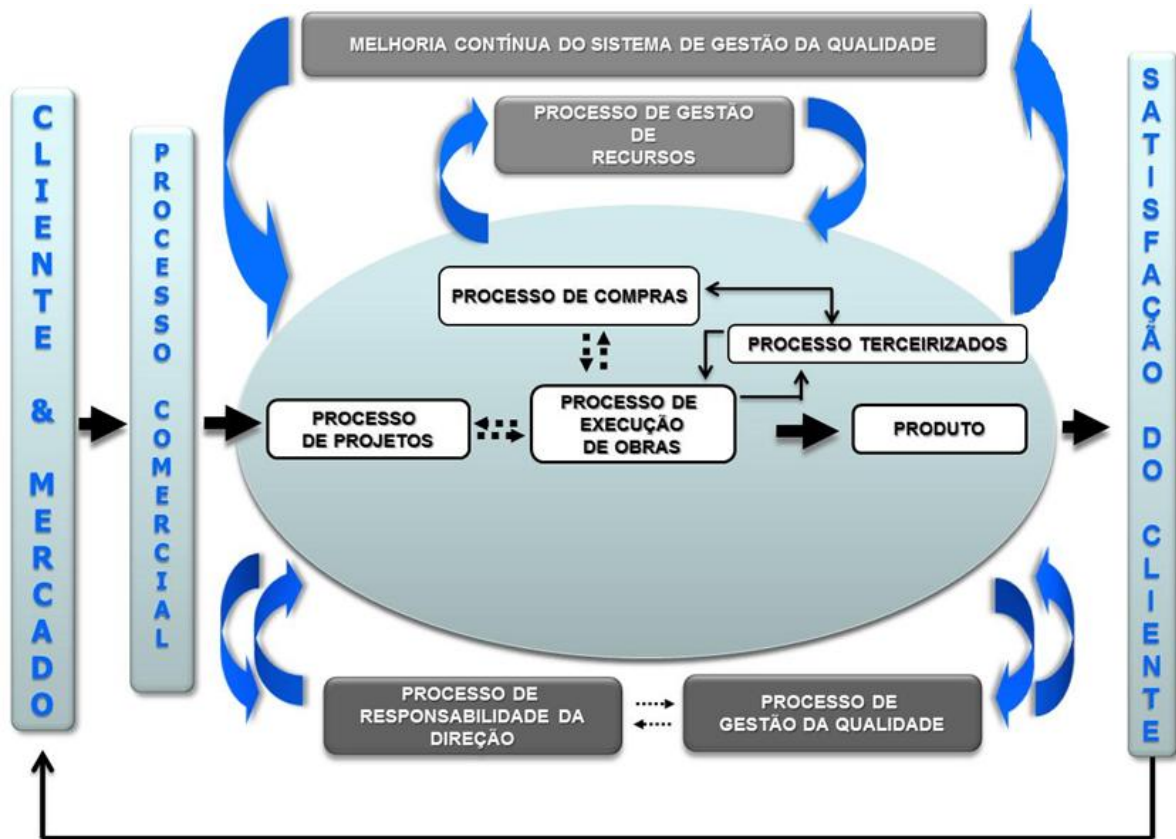 MELHORIA CONTÍNUA DO SISTEMA DE GESTÃO DA QUALIDADE
PROCESSO DE GESTÃO
DE
RECURSOS
CLIENTE & MERCADO
PROCESSO COMERCIAL
PROCESSO DE COMPRAS
PROCESSO TERCEIRIZADOS
PROCESSO
DE PROJETOS
PROCESSO DE
EXECUÇÃO
DE OBRAS
PRODUTO
SATISFAÇÃO DO CLIENTE
PROCESSO DE
RESPONSABILIDADE DA
DIREÇÃO
PROCESSO DE
GESTÃO DA QUALIDADE